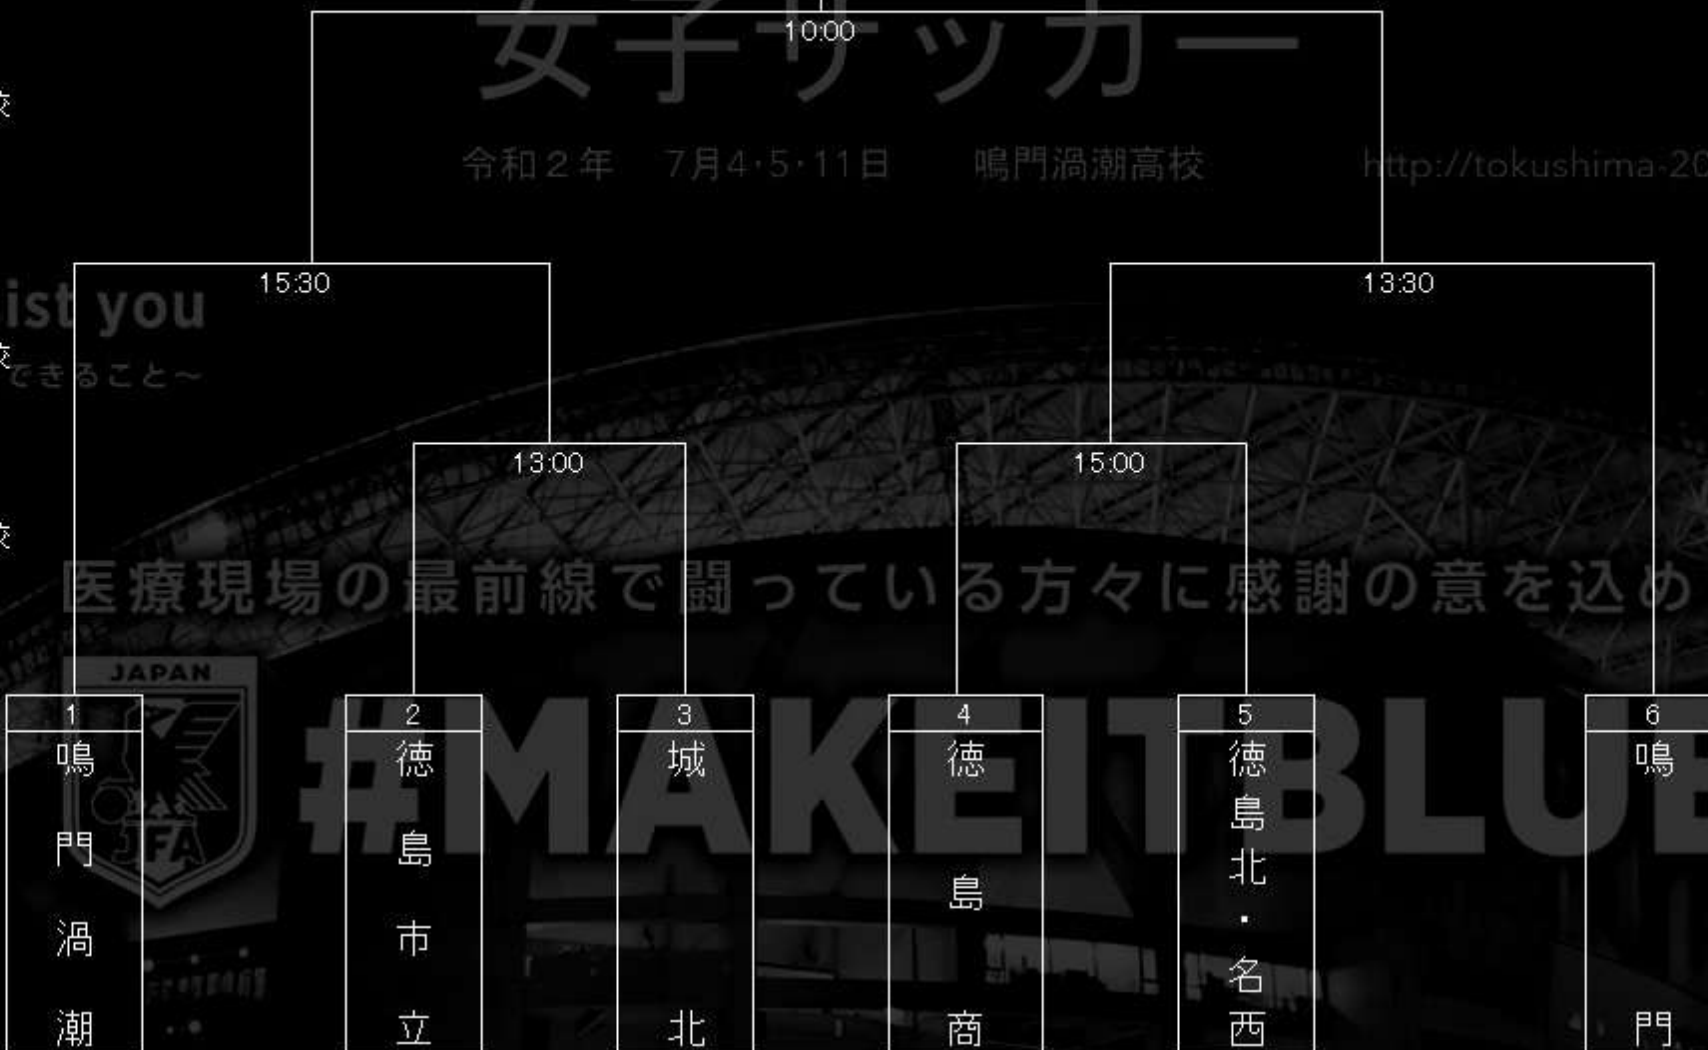 女子サッカー
10:00
校
令和2年 7月4・5・11日 鳴門渦潮高校 http://tokushima-20
15:30
13:30
ist you
校
できること～
13:00
15:00
校
医療現場の最前線で闘っている方々に感謝の意を込め
JAPAN
JFA
#MAKEITBLUE
1
鳴門渦潮
2
徳島市立
3
城北
4
徳島商
5
徳島北・名西
6
鳴門